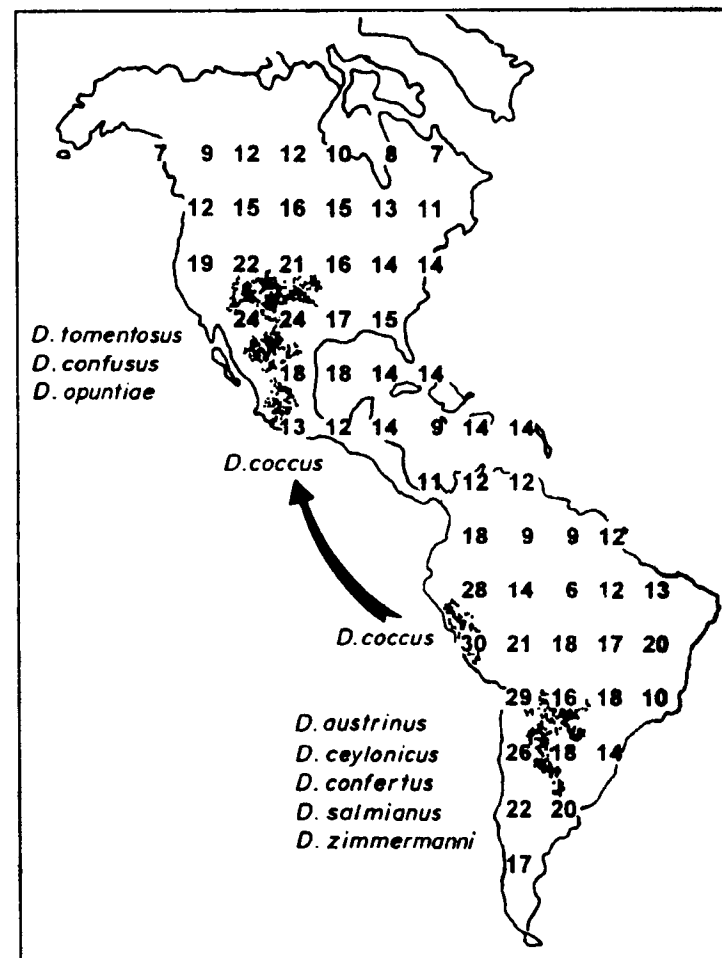 7 9 12 12 10 8 7
12 15 16 15 13 11
19 22 21 16 14 14
24 24 17 15
D. tomentosus
D. confusus
D. opuntiae
18 18 14 14
13 12 14 9 14 14
D. coccus
11 12 12
18 9 9 12
28 14 6 12 13
D. coccus
30 21 18 17 20
29 16 18 10
D. austrinus
D. ceylonicus
D. confertus
D. salmianus
D. zimmermanni
26 18 14
22 20
17